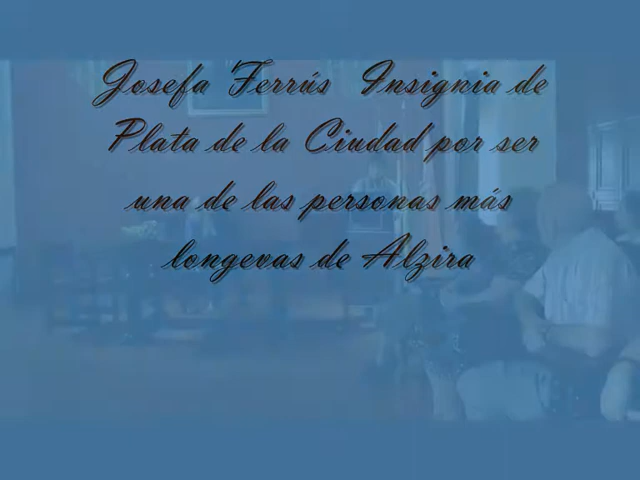 Josefa Ferrús Insignia de
Plata de la Ciudad por ser
una de las personas más
longevas de Alzira